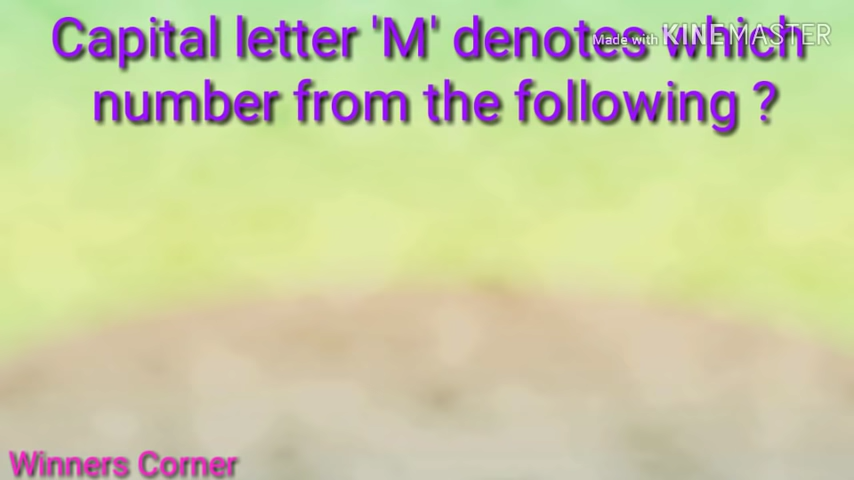 Capital letter 'M' denotes which
Made with KINEMASTER
number from the following ?
Winners Corner